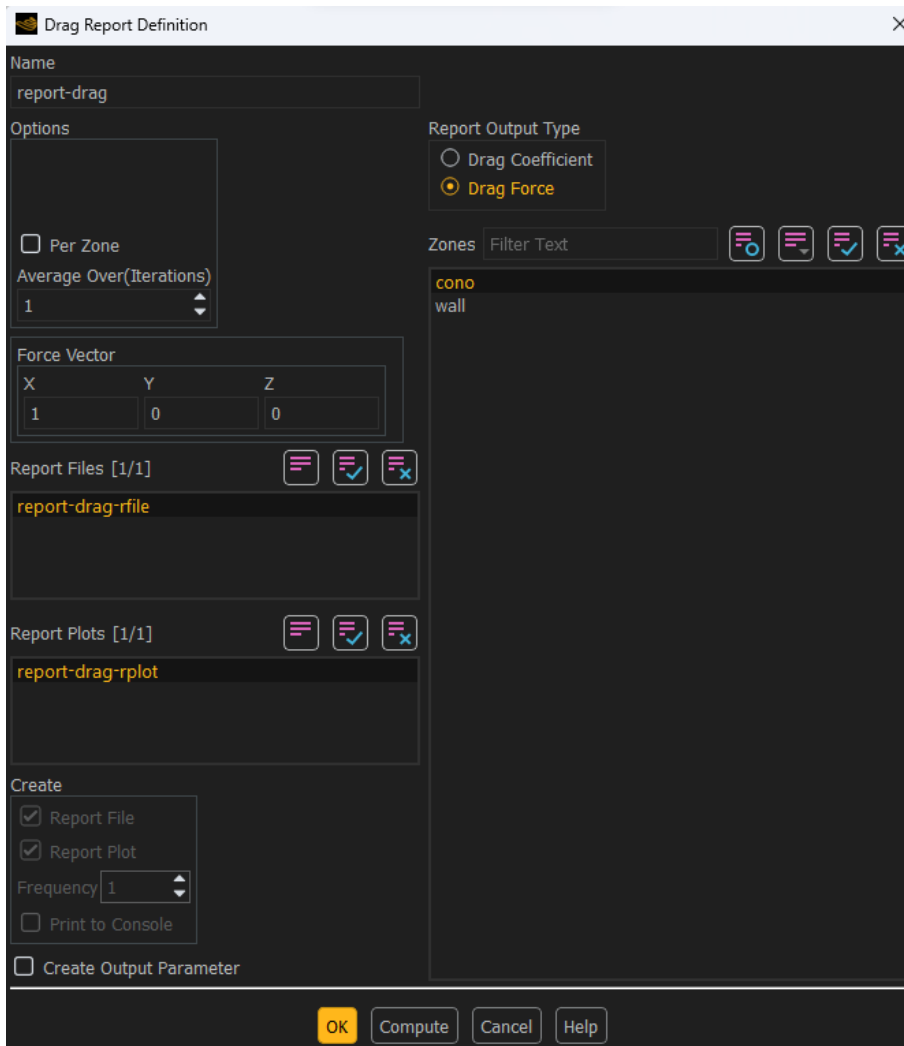 Drag Report Definition
Name
report-drag
Options
Per Zone
Average Over(Iterations)
1
Force Vector
X Y Z
1 0 0
Report Files [1/1]
report-drag-rfile
Report Plots [1/1]
report-drag-rplot
Create
Report File
Report Plot
Frequency 1
Print to Console
Create Output Parameter
Report Output Type
Drag Coefficient
Drag Force
Zones Filter Text
cono
wall
OK Compute Cancel Help